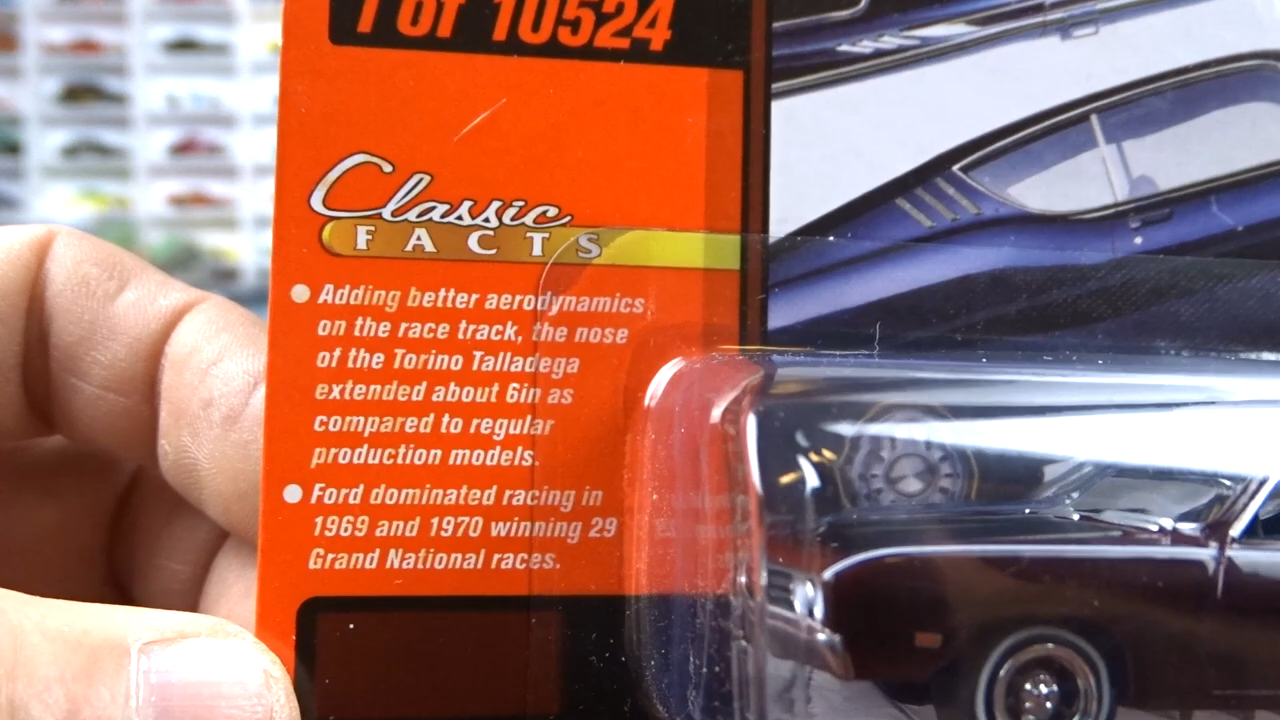 1 of 10524
Classic
FACTS
Adding better aerodynamics
on the race track, the nose
of the Torino Talladega
extended about 6in as
compared to regular
production models.
Ford dominated racing in
1969 and 1970 winning 29
Grand National races.